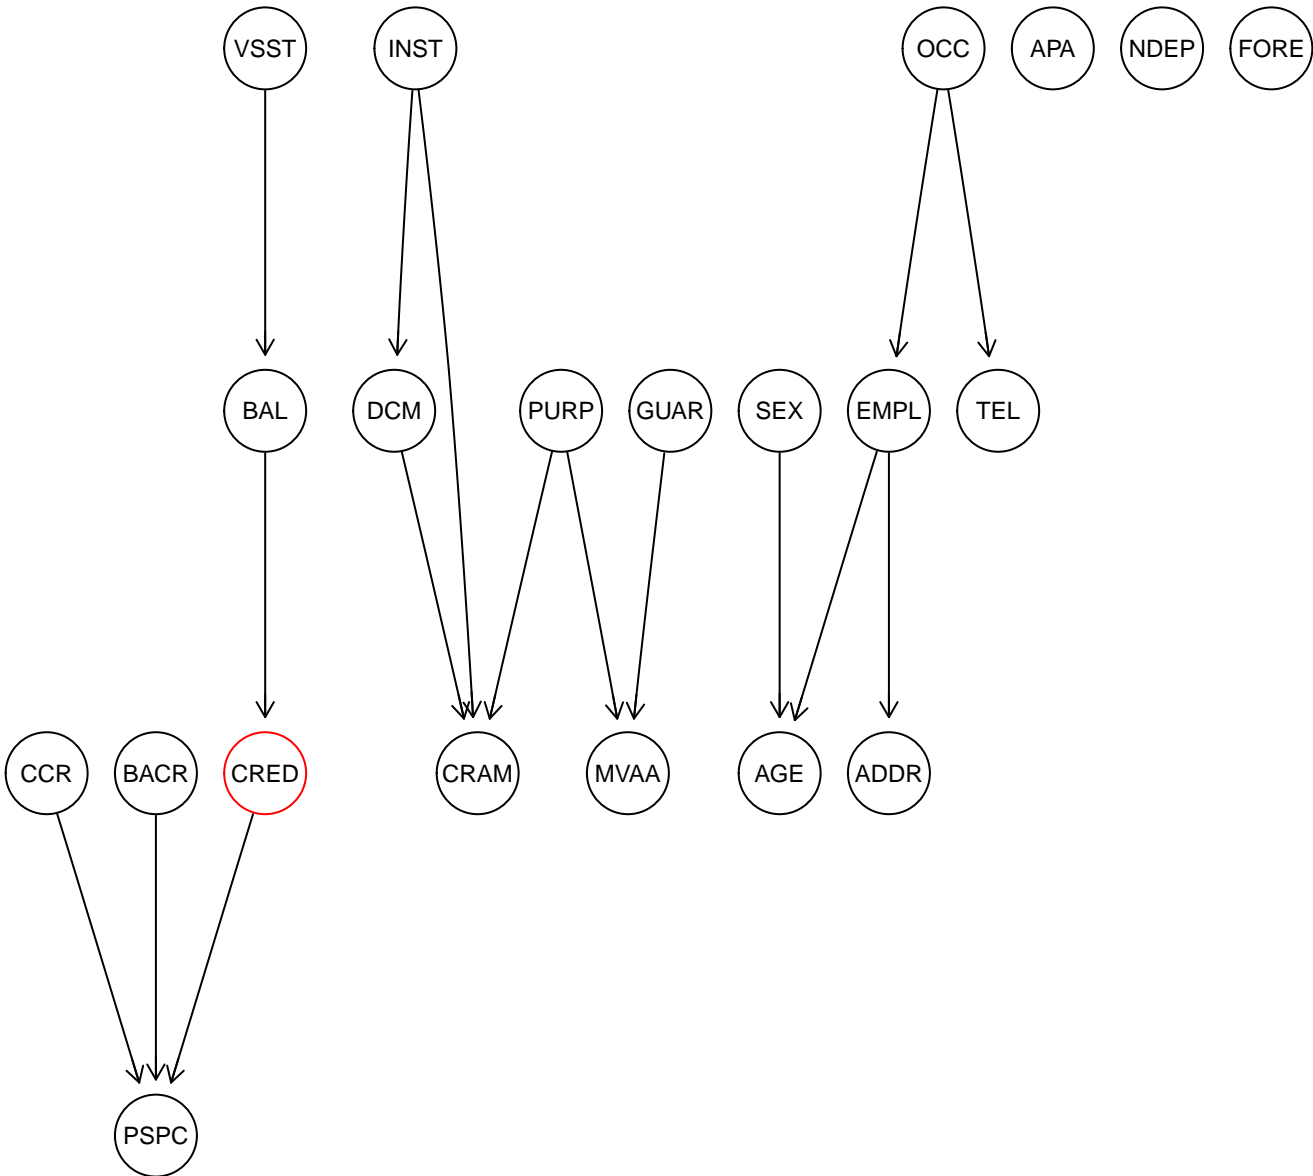 VSST INST OCC APA NDEP FORE
BAL DCM PURP GUAR SEX EMPL TEL
CCR BACR CRED CRAM MVAA AGE ADDR
PSPC